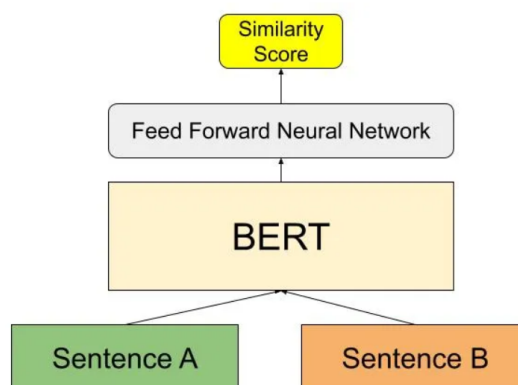 Similarity
Score
Feed Forward Neural Network
BERT
Sentence A
Sentence B